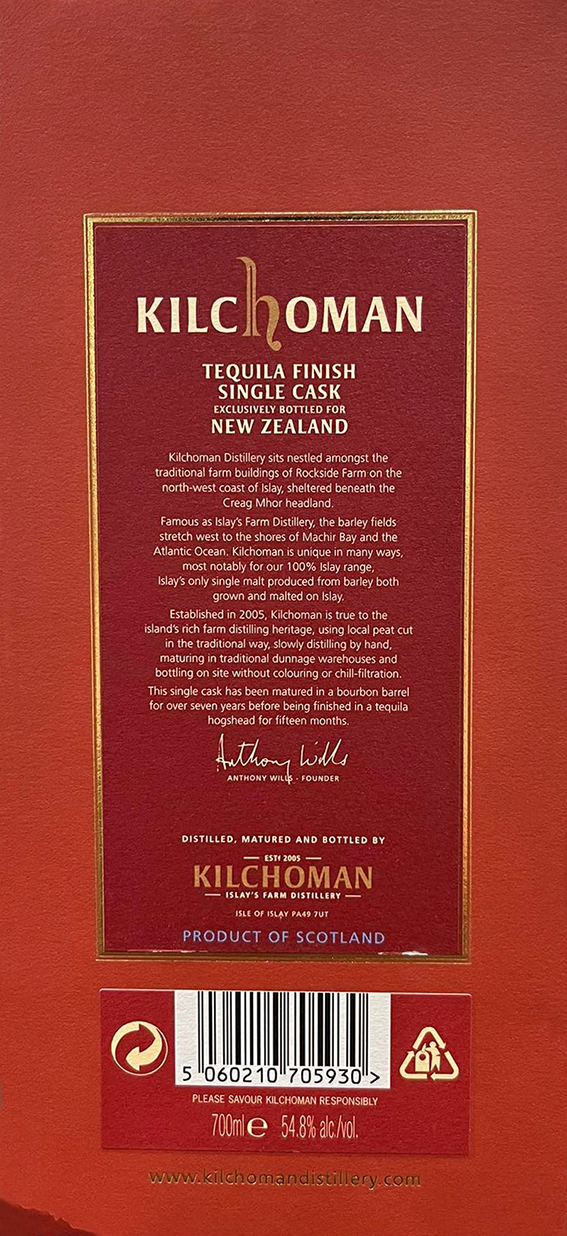 KILCHOMAN
TEQUILA FINISH
SINGLE CASK
EXCLUSIVELY BOTTLED FOR
NEW ZEALAND
Kilchoman Distillery sits nestled amongst the
traditional farm buildings of Rockside Farm on the
north-west coast of Islay, sheltered beneath the
Creag Mhor headland.
Famous as Islay's Farm Distillery, the barley fields
stretch west to the shores of Machir Bay and the
Atlantic Ocean. Kilchoman is unique in many ways,
most notably for our 100% Islay range,
Islay's only single malt produced from barley both
grown and malted on Islay.
Established in 2005, Kilchoman is true to the
island's rich farm distilling heritage, using local peat cut
in the traditional way, slowly distilling by hand,
maturing in traditional dunnage warehouses and
bottling on site without colouring or chill-filtration.
This single cask has been matured in a bourbon barrel
for over seven years before being finished in a tequila
hogshead for fifteen months.
Anthony Wills
ANTHONY WILLS · FOUNDER
DISTILLED, MATURED AND BOTTLED BY
ESTd 2005
KILCHOMAN
ISLAY'S FARM DISTILLERY
ISLE OF ISLAY PA49 7UT
PRODUCT OF SCOTLAND
5 060210 705930 >
PLEASE SAVOUR KILCHOMAN RESPONSIBLY
700ml e 54.8% alc./vol.
www.kilchomandistillery.com